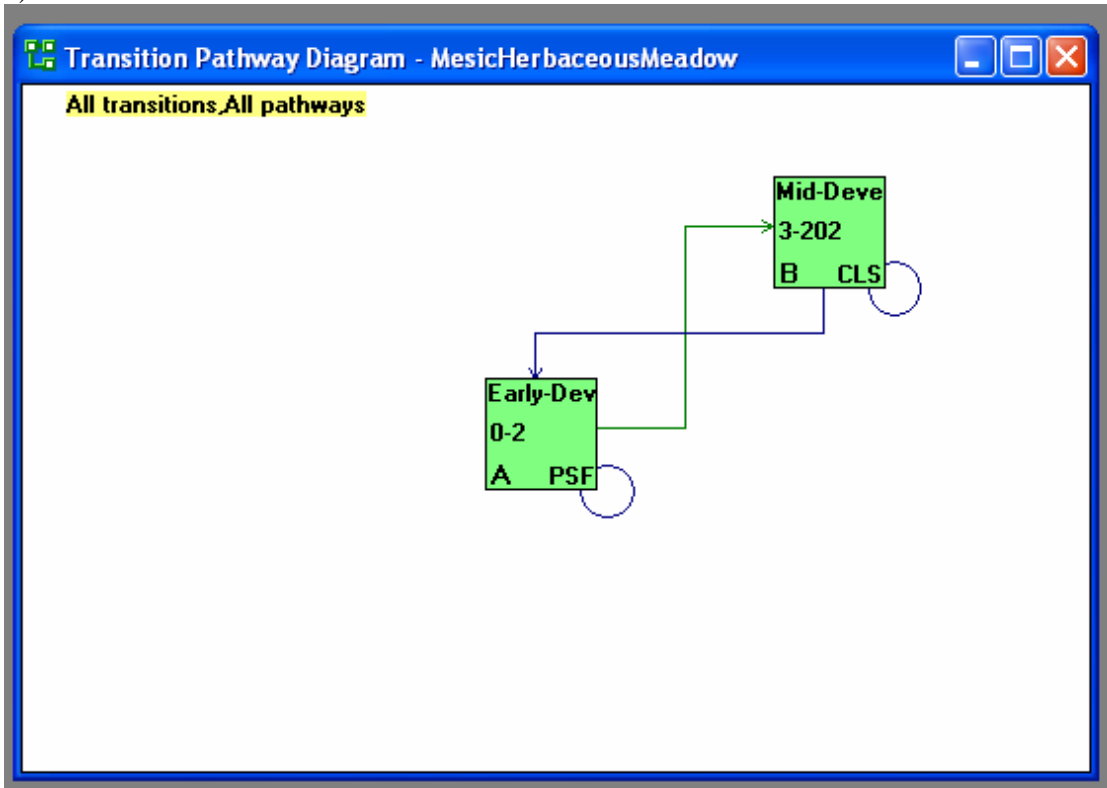 Transition Pathway Diagram - MesicHerbaceousMeadow
All transitions,All pathways
Mid-Deve
3-202
B CLS
Early-Dev
0-2
A PSF